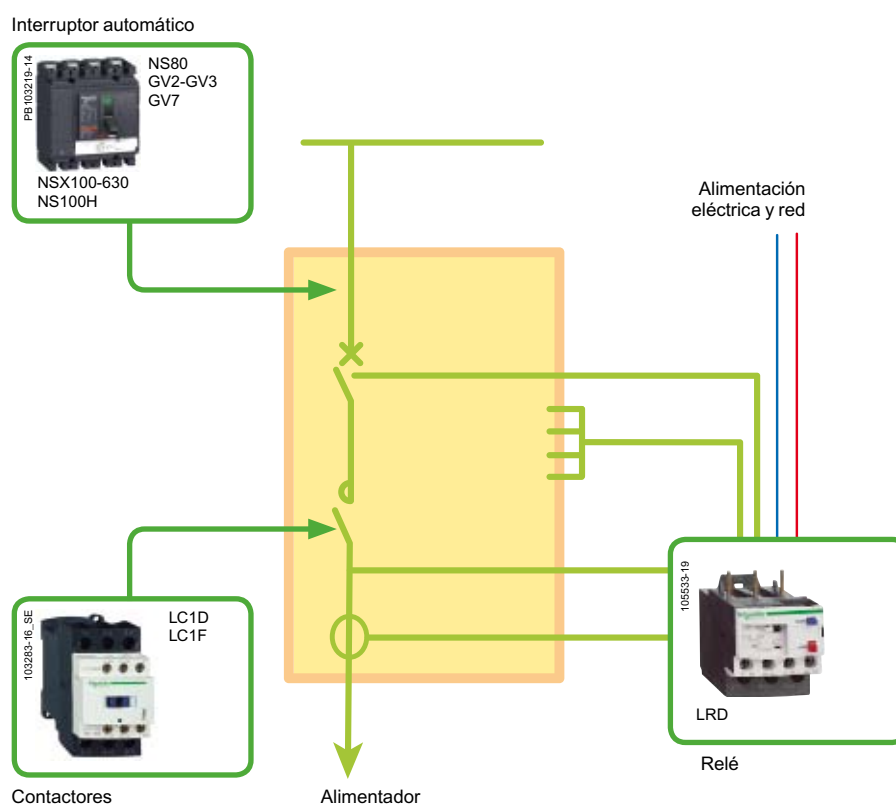 Interruptor automático
PB103219-14
NS80
GV2-GV3
GV7
NSX100-630
NS100H
Alimentación
eléctrica y red
103283-16_SE
LC1D
LC1F
105533-19
LRD
Relé
Contactores
Alimentador